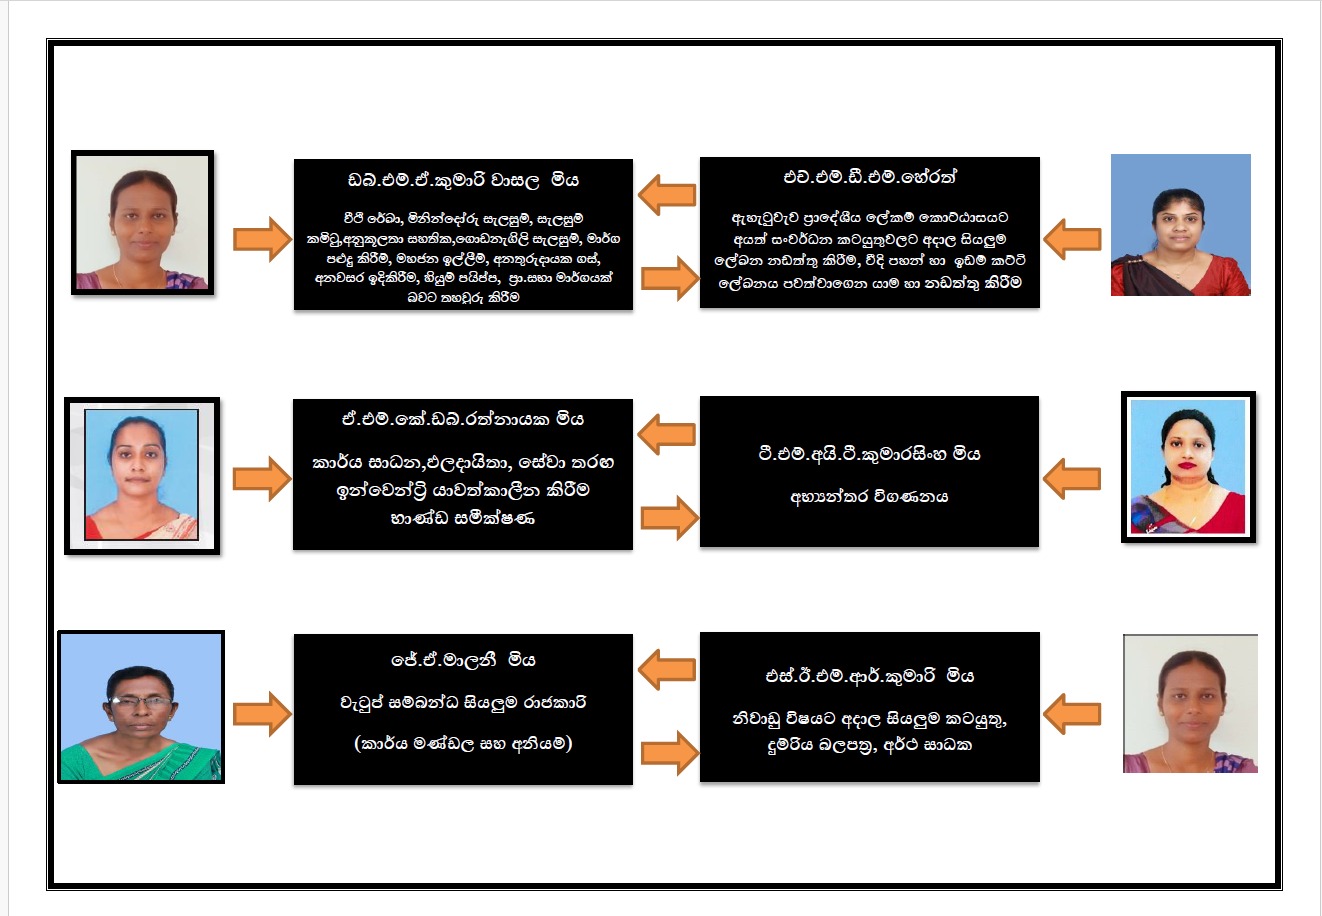 ඩබ්.එම්.ඒ.කුමාරි වාසල මිය
වීථි රේඛා, මිනින්දෝරු සැලසුම්, සැලසුම්
කමිටු,අනුකූලතා සහතික,ගොඩනැගිලි සැලසුම්, මාර්ග
පළුදු කිරීම්, මහජන ඉල්ලීම්, අනතුරුදායක ගස්,
අනවසර ඉදිකිරීම්, හියුම් පයිප්ප, ප්‍රා.සභා මාර්ගයක්
බවට තහවුරු කිරීම
එච්.එම්.ඩී.එම්.හේරත්
ඇහැටුවැව ප්‍රාදේශීය ලේකම් කොට්ඨාසයට
අයත් සංවර්ධන කටයුතුවලට අදාල සියලුම
ලේඛන නඩත්තු කිරීම, වීදි පහන් හා ඉඩම් කට්ටි
ලේඛනය පවත්වාගෙන යාම හා නඩත්තු කිරීම
ඒ.එම්.කේ.ඩබ්.රත්නායක මිය
කාර්ය සාධන,ඵලදායිතා, සේවා තරඟ
ඉන්වෙන්ට්‍රි යාවත්කාලීන කිරීම
භාණ්ඩ සමීක්ෂණ
ටී.එම්.අයි.ටී.කුමාරසිංහ මිය
අභ්‍යන්තර විගණනය
ජේ.ඒ.මාලනී මිය
වැටුප් සම්බන්ධ සියලුම රාජකාරි
(කාර්ය මණ්ඩල සහ අනියම්)
එස්.ඊ.එම්.ආර්.කුමාරි මිය
නිවාඩු විෂයට අදාල සියලුම කටයුතු,
දුම්රිය බලපත්‍ර, අර්ථ සාධක